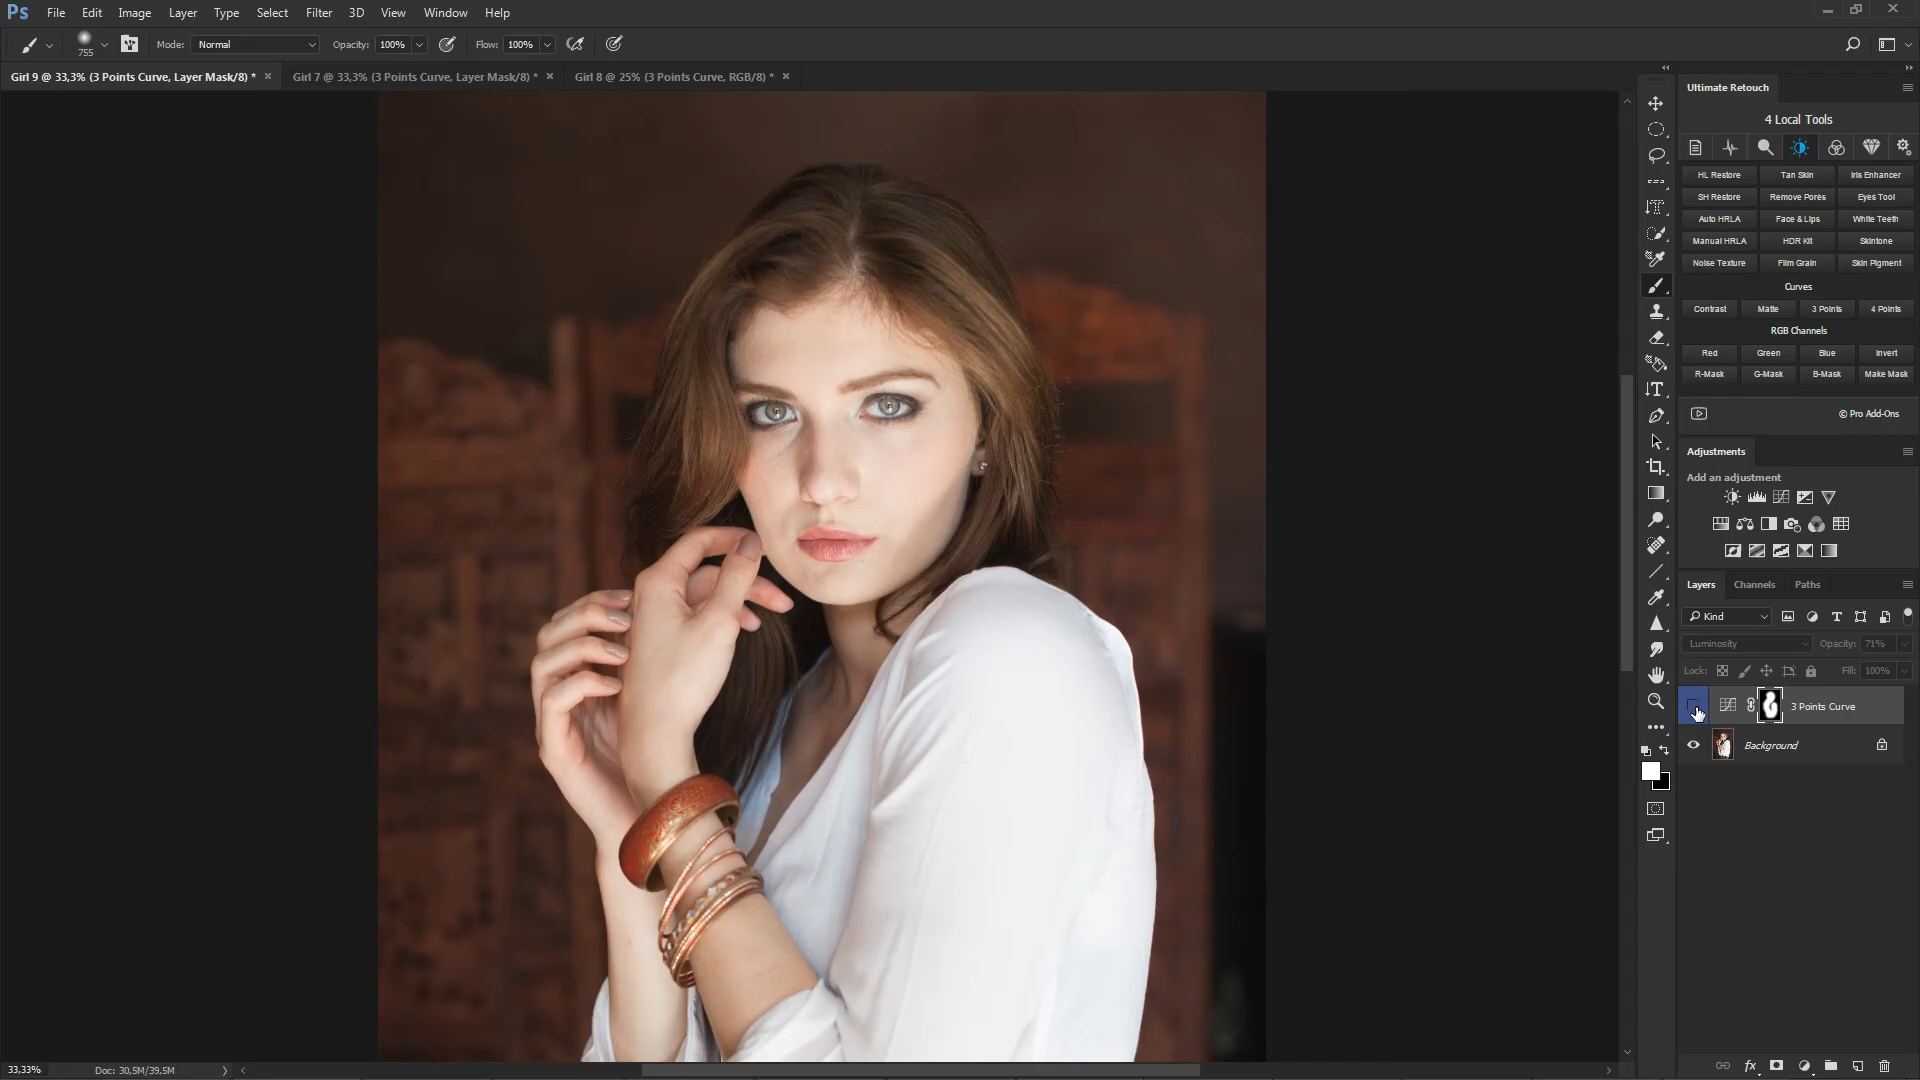 Ps File Edit Image Layer Type Select Filter 3D View Window Help
755 Mode: Normal Opacity: 100% Flow: 100%
Girl 9 @ 33,3% (3 Points Curve, Layer Mask/8) * × Girl 7 @ 33,3% (3 Points Curve, Layer Mask/8) * × Girl 8 @ 25% (3 Points Curve, RGB/8) * ×
Ultimate Retouch
4 Local Tools
HL Restore Tan Skin Iris Enhancer
SH Restore Remove Pores Eyes Tool
Auto HRLA Face & Lips White Teeth
Manual HRLA HDR Kit Skintone
Noise Texture Film Grain Skin Pigment
Curves
Contrast Matte 3 Points 4 Points
RGB Channels
Red Green Blue Invert
R-Mask G-Mask B-Mask Make Mask
© Pro Add-Ons
Adjustments
Add an adjustment
Layers Channels Paths
Kind
Luminosity Opacity: 71%
Lock: Fill: 100%
3 Points Curve
Background
fx
33,33% Doc: 30,5M/39,5M